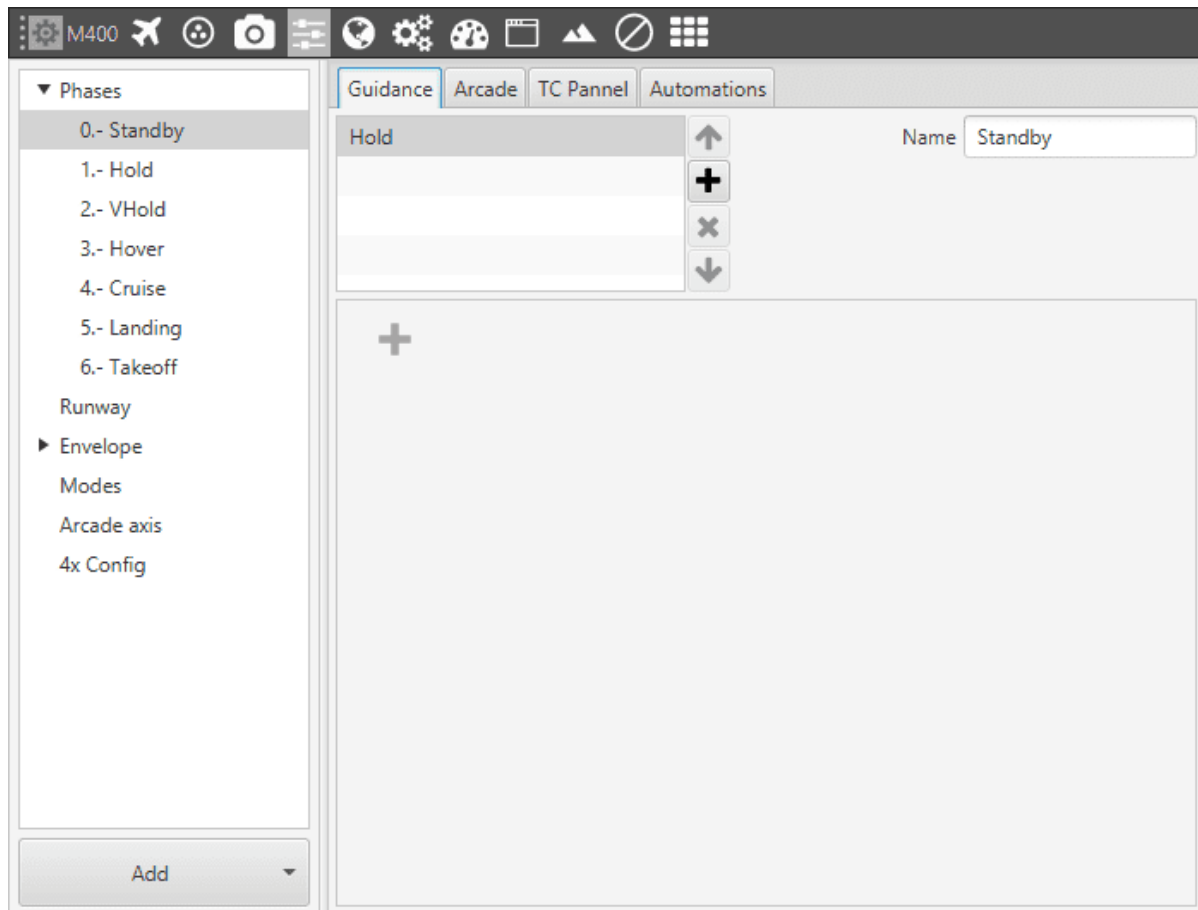 M400
Phases
0.- Standby
1.- Hold
2.- VHold
3.- Hover
4.- Cruise
5.- Landing
6.- Takeoff
Runway
Envelope
Modes
Arcade axis
4x Config
Add
Guidance Arcade TC Pannel Automations
Hold
Name Standby